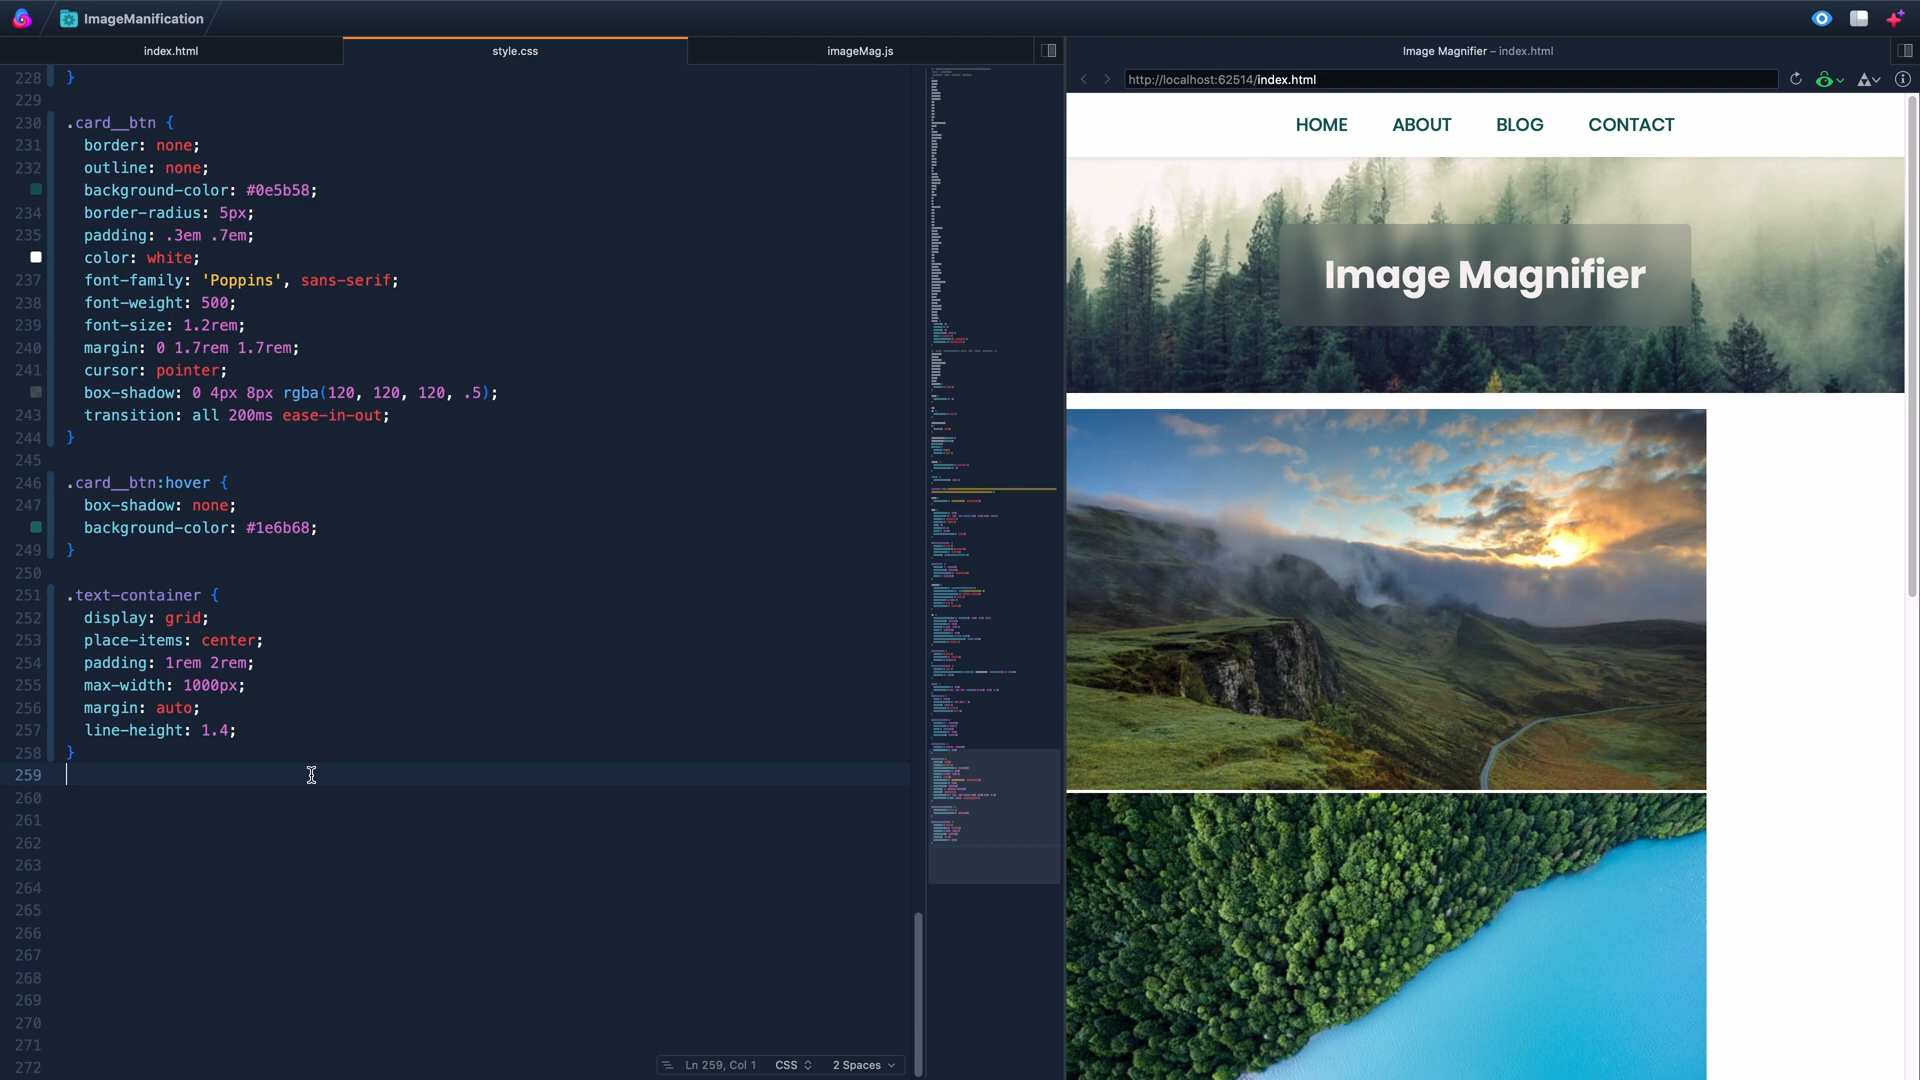 ImageManification
index.html
style.css
imageMag.js
228 }
229
230 .card__btn {
231 border: none;
232 outline: none;
background-color: #0e5b58;
234 border-radius: 5px;
235 padding: .3em .7em;
color: white;
237 font-family: 'Poppins', sans-serif;
238 font-weight: 500;
239 font-size: 1.2rem;
240 margin: 0 1.7rem 1.7rem;
241 cursor: pointer;
box-shadow: 0 4px 8px rgba(120, 120, 120, .5);
243 transition: all 200ms ease-in-out;
244 }
245
246 .card__btn:hover {
247 box-shadow: none;
background-color: #1e6b68;
249 }
250
251 .text-container {
252 display: grid;
253 place-items: center;
254 padding: 1rem 2rem;
255 max-width: 1000px;
256 margin: auto;
257 line-height: 1.4;
258 }
259
260
261
262
263
264
265
266
267
268
269
270
271
272
Ln 259, Col 1 CSS 2 Spaces
Image Magnifier – index.html
http://localhost:62514/index.html
HOME ABOUT BLOG CONTACT
Image Magnifier